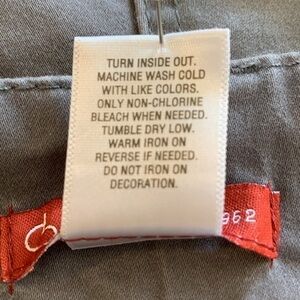 TURN INSIDE OUT.
MACHINE WASH COLD
WITH LIKE COLORS.
ONLY NON-CHLORINE
BLEACH WHEN NEEDED.
TUMBLE DRY LOW.
WARM IRON ON
REVERSE IF NEEDED.
DO NOT IRON ON
DECORATION.
962